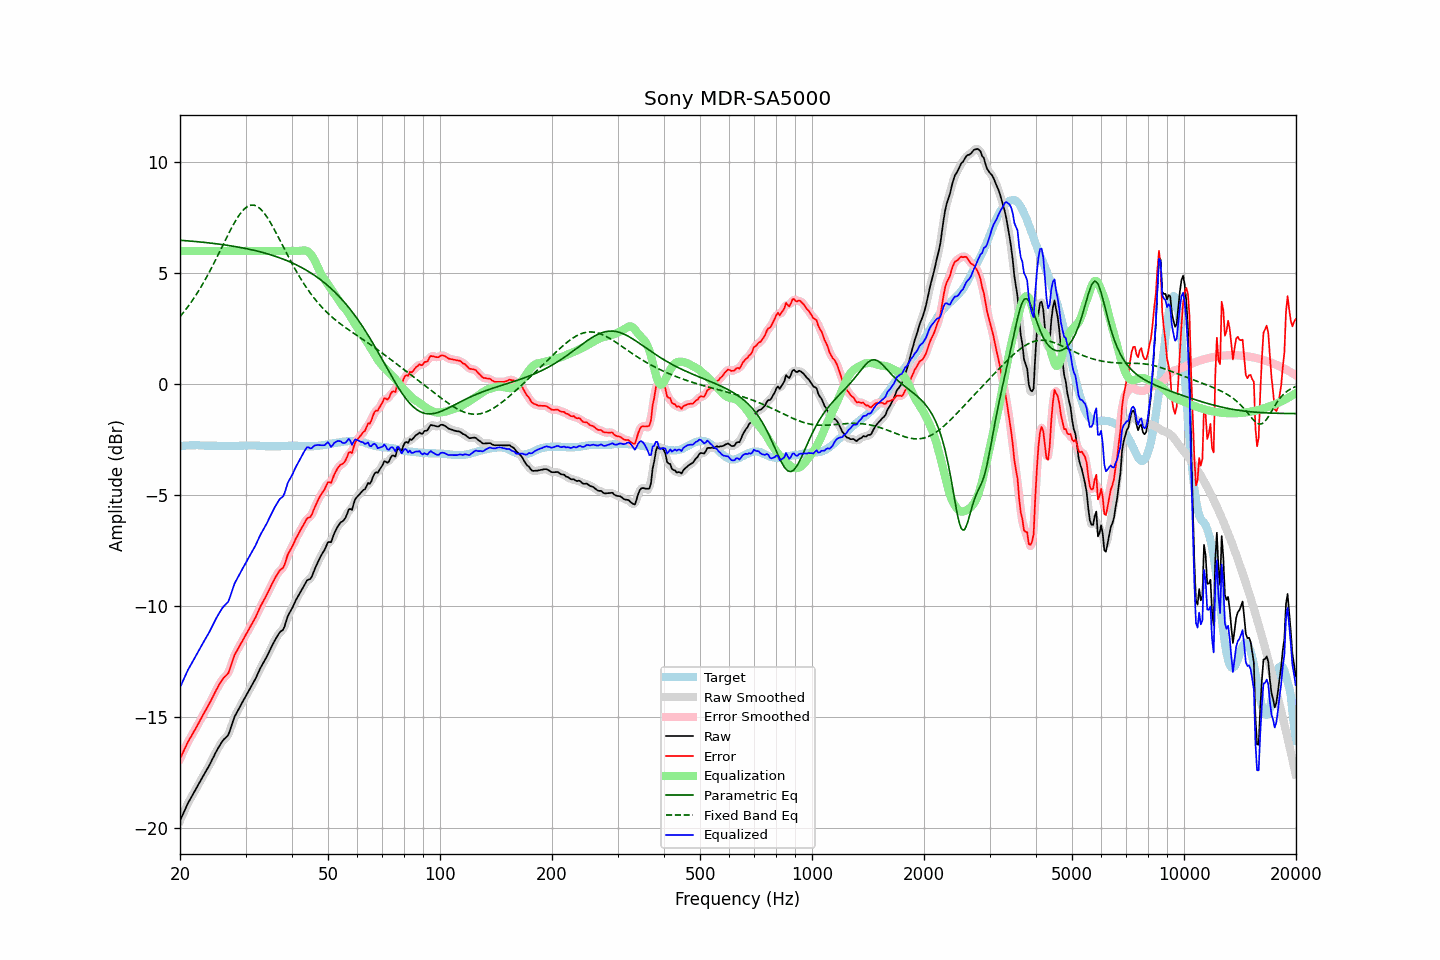 Sony MDR-SA5000
Amplitude (dBr)
10
5
0
−5
−10
−15
−20
Target
Raw Smoothed
Error Smoothed
Raw
Error
Equalization
Parametric Eq
Fixed Band Eq
Equalized
20 50 100 200 500 1000 2000 5000 10000 20000
Frequency (Hz)